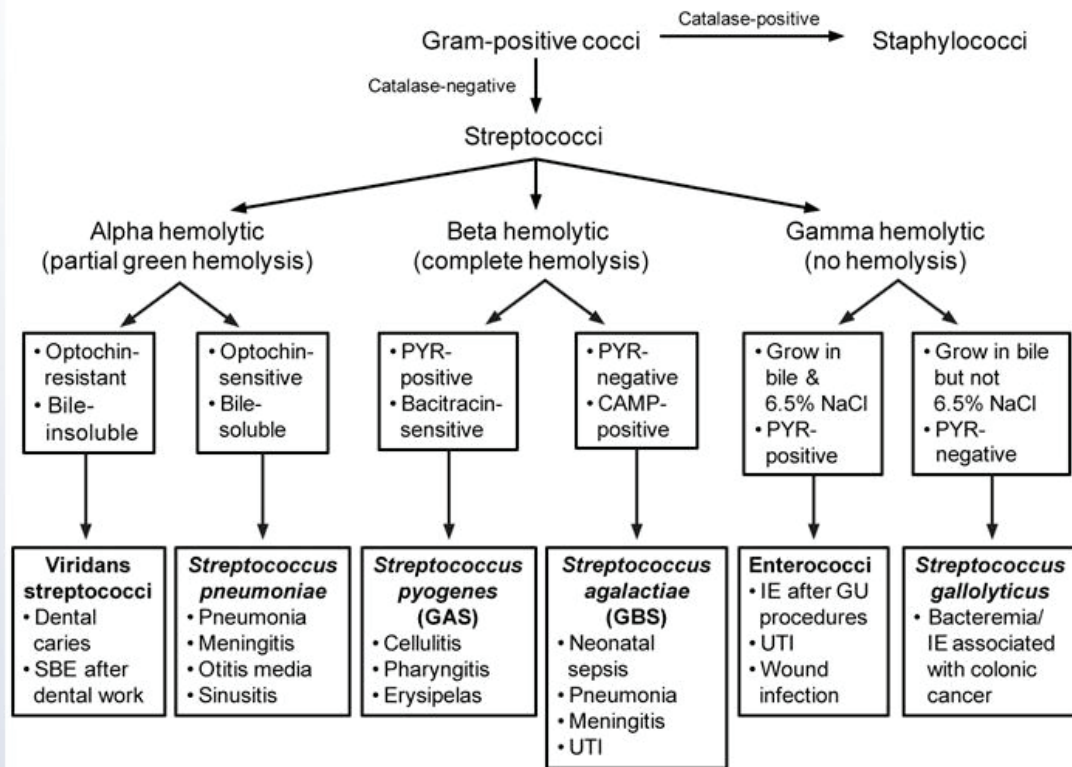 Catalase-positive
Gram-positive cocci
Staphylococci
Catalase-negative
Streptococci
Alpha hemolytic
(partial green hemolysis)
Beta hemolytic
(complete hemolysis)
Gamma hemolytic
(no hemolysis)
• Optochin-
resistant
• Bile-
insoluble
• Optochin-
sensitive
• Bile-
soluble
• PYR-
positive
• Bacitracin-
sensitive
• PYR-
negative
• CAMP-
positive
• Grow in
bile &
6.5% NaCl
• PYR-
positive
• Grow in bile
but not
6.5% NaCl
• PYR-
negative
Viridans
streptococci
• Dental
caries
• SBE after
dental work
Streptococcus
pneumoniae
• Pneumonia
• Meningitis
• Otitis media
• Sinusitis
Streptococcus
pyogenes
(GAS)
• Cellulitis
• Pharyngitis
• Erysipelas
Streptococcus
agalactiae
(GBS)
• Neonatal
sepsis
• Pneumonia
• Meningitis
• UTI
Enterococci
• IE after GU
procedures
• UTI
• Wound
infection
Streptococcus
gallolyticus
• Bacteremia/
IE associated
with colonic
cancer